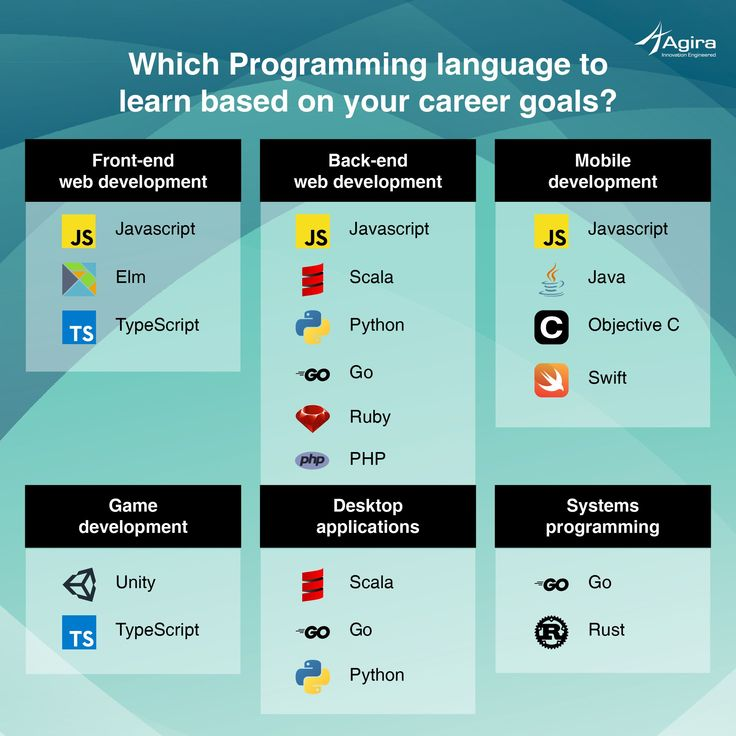 Agira
Innovation Engineered
Which Programming language to
learn based on your career goals?
Front-end
web development
JS Javascript
Elm
TS TypeScript
Back-end
web development
JS Javascript
Scala
Python
GO Go
Ruby
php PHP
Mobile
development
JS Javascript
Java
C Objective C
Swift
Game
development
Unity
TS TypeScript
Desktop
applications
Scala
GO Go
Python
Systems
programming
GO Go
R Rust